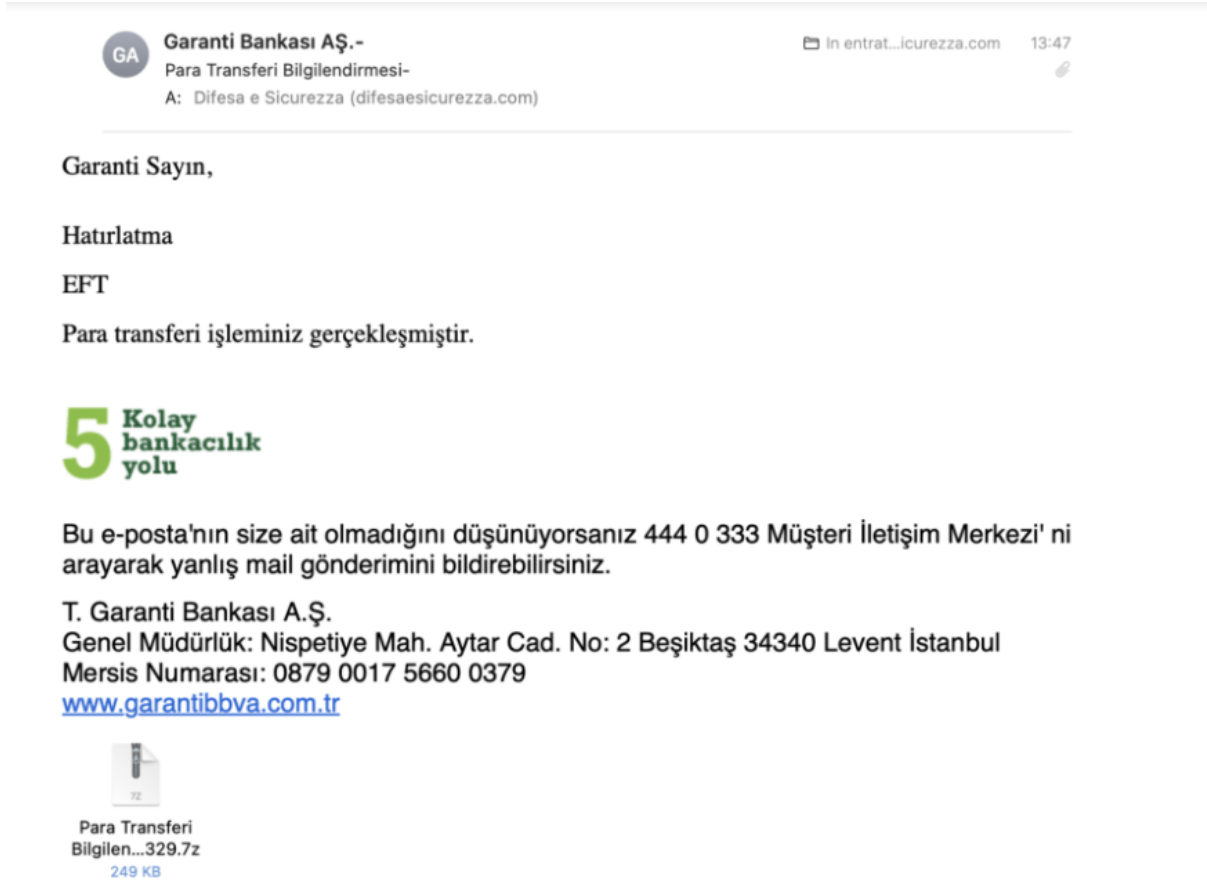 GA
Garanti Bankası AŞ.-
In entrat...icurezza.com 13:47
Para Transferi Bilgilendirmesi-
A: Difesa e Sicurezza (difesaesicurezza.com)
Garanti Sayın,
Hatırlatma
EFT
Para transferi işleminiz gerçekleşmiştir.
5 Kolay
bankacılık
yolu
Bu e-posta'nın size ait olmadığını düşünüyorsanız 444 0 333 Müşteri İletişim Merkezi' ni
arayarak yanlış mail gönderimini bildirebilirsiniz.
T. Garanti Bankası A.Ş.
Genel Müdürlük: Nispetiye Mah. Aytar Cad. No: 2 Beşiktaş 34340 Levent İstanbul
Mersis Numarası: 0879 0017 5660 0379
www.garantibbva.com.tr
7Z
Para Transferi
Bilgilen...329.7z
249 KB